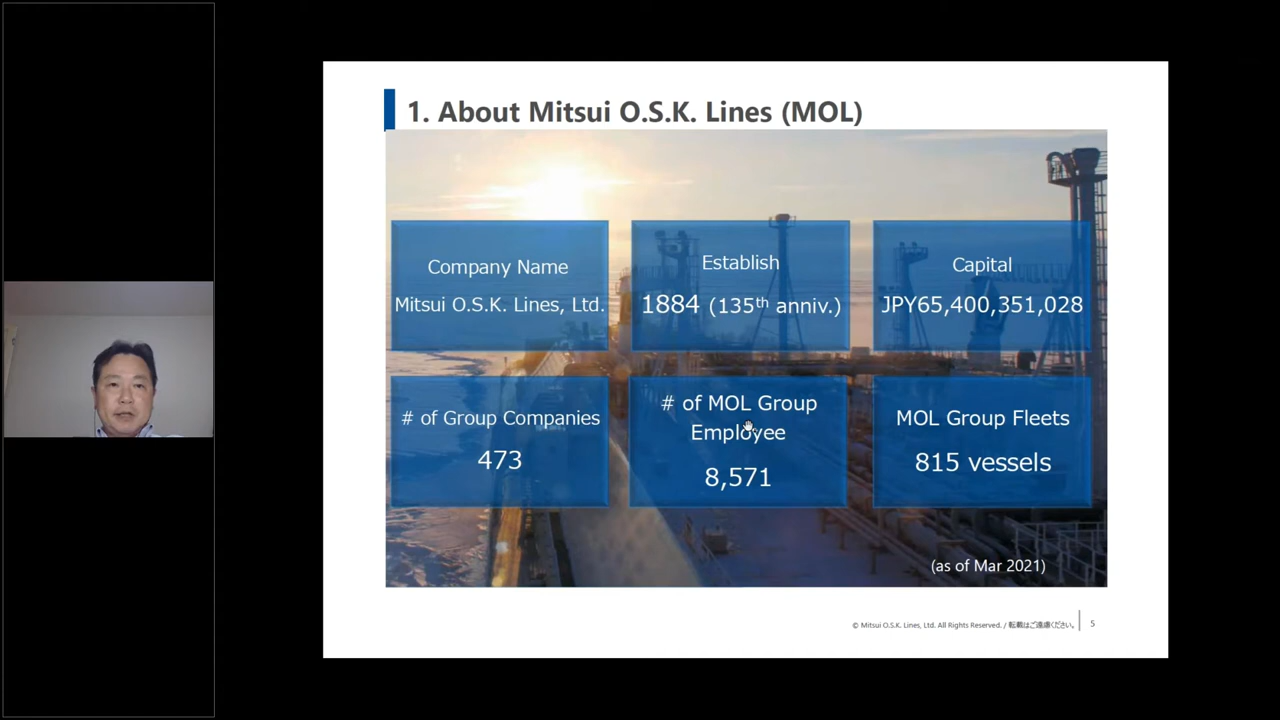 1. About Mitsui O.S.K. Lines (MOL)
Company Name
Mitsui O.S.K. Lines, Ltd.
Establish
1884 (135th anniv.)
Capital
JPY65,400,351,028
# of Group Companies
473
# of MOL Group
Employee
8,571
MOL Group Fleets
815 vessels
(as of Mar 2021)
© Mitsui O.S.K. Lines, Ltd. All Rights Reserved. / 転載はご遠慮ください。
5